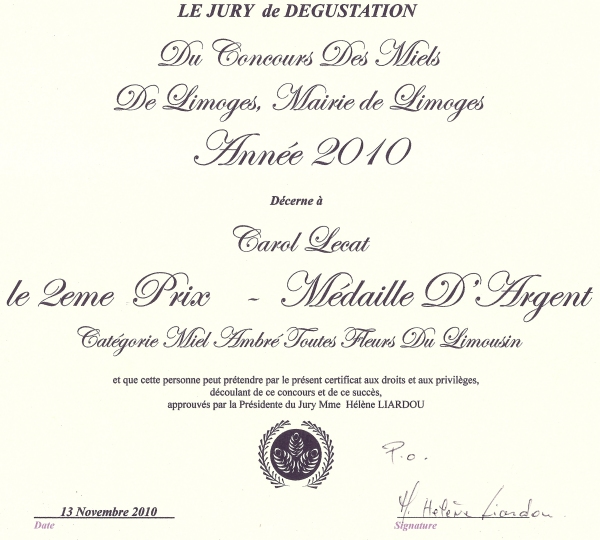 LE JURY de DEGUSTATION
Du Concours Des Miels
De Limoges, Mairie de Limoges
Année 2010
Décerne à
Carol Lecat
le 2eme Prix - Médaille D'Argent
Catégorie Miel Ambré Toutes Fleurs Du Limousin
et que cette personne peut prétendre par le présent certificat aux droits et aux privilèges,
découlant de ce concours et de ce succès,
approuvés par la Présidente du Jury Mme Hélène LIARDOU
P.o.
13 Novembre 2010
Hélène Liardou
Date
Signature